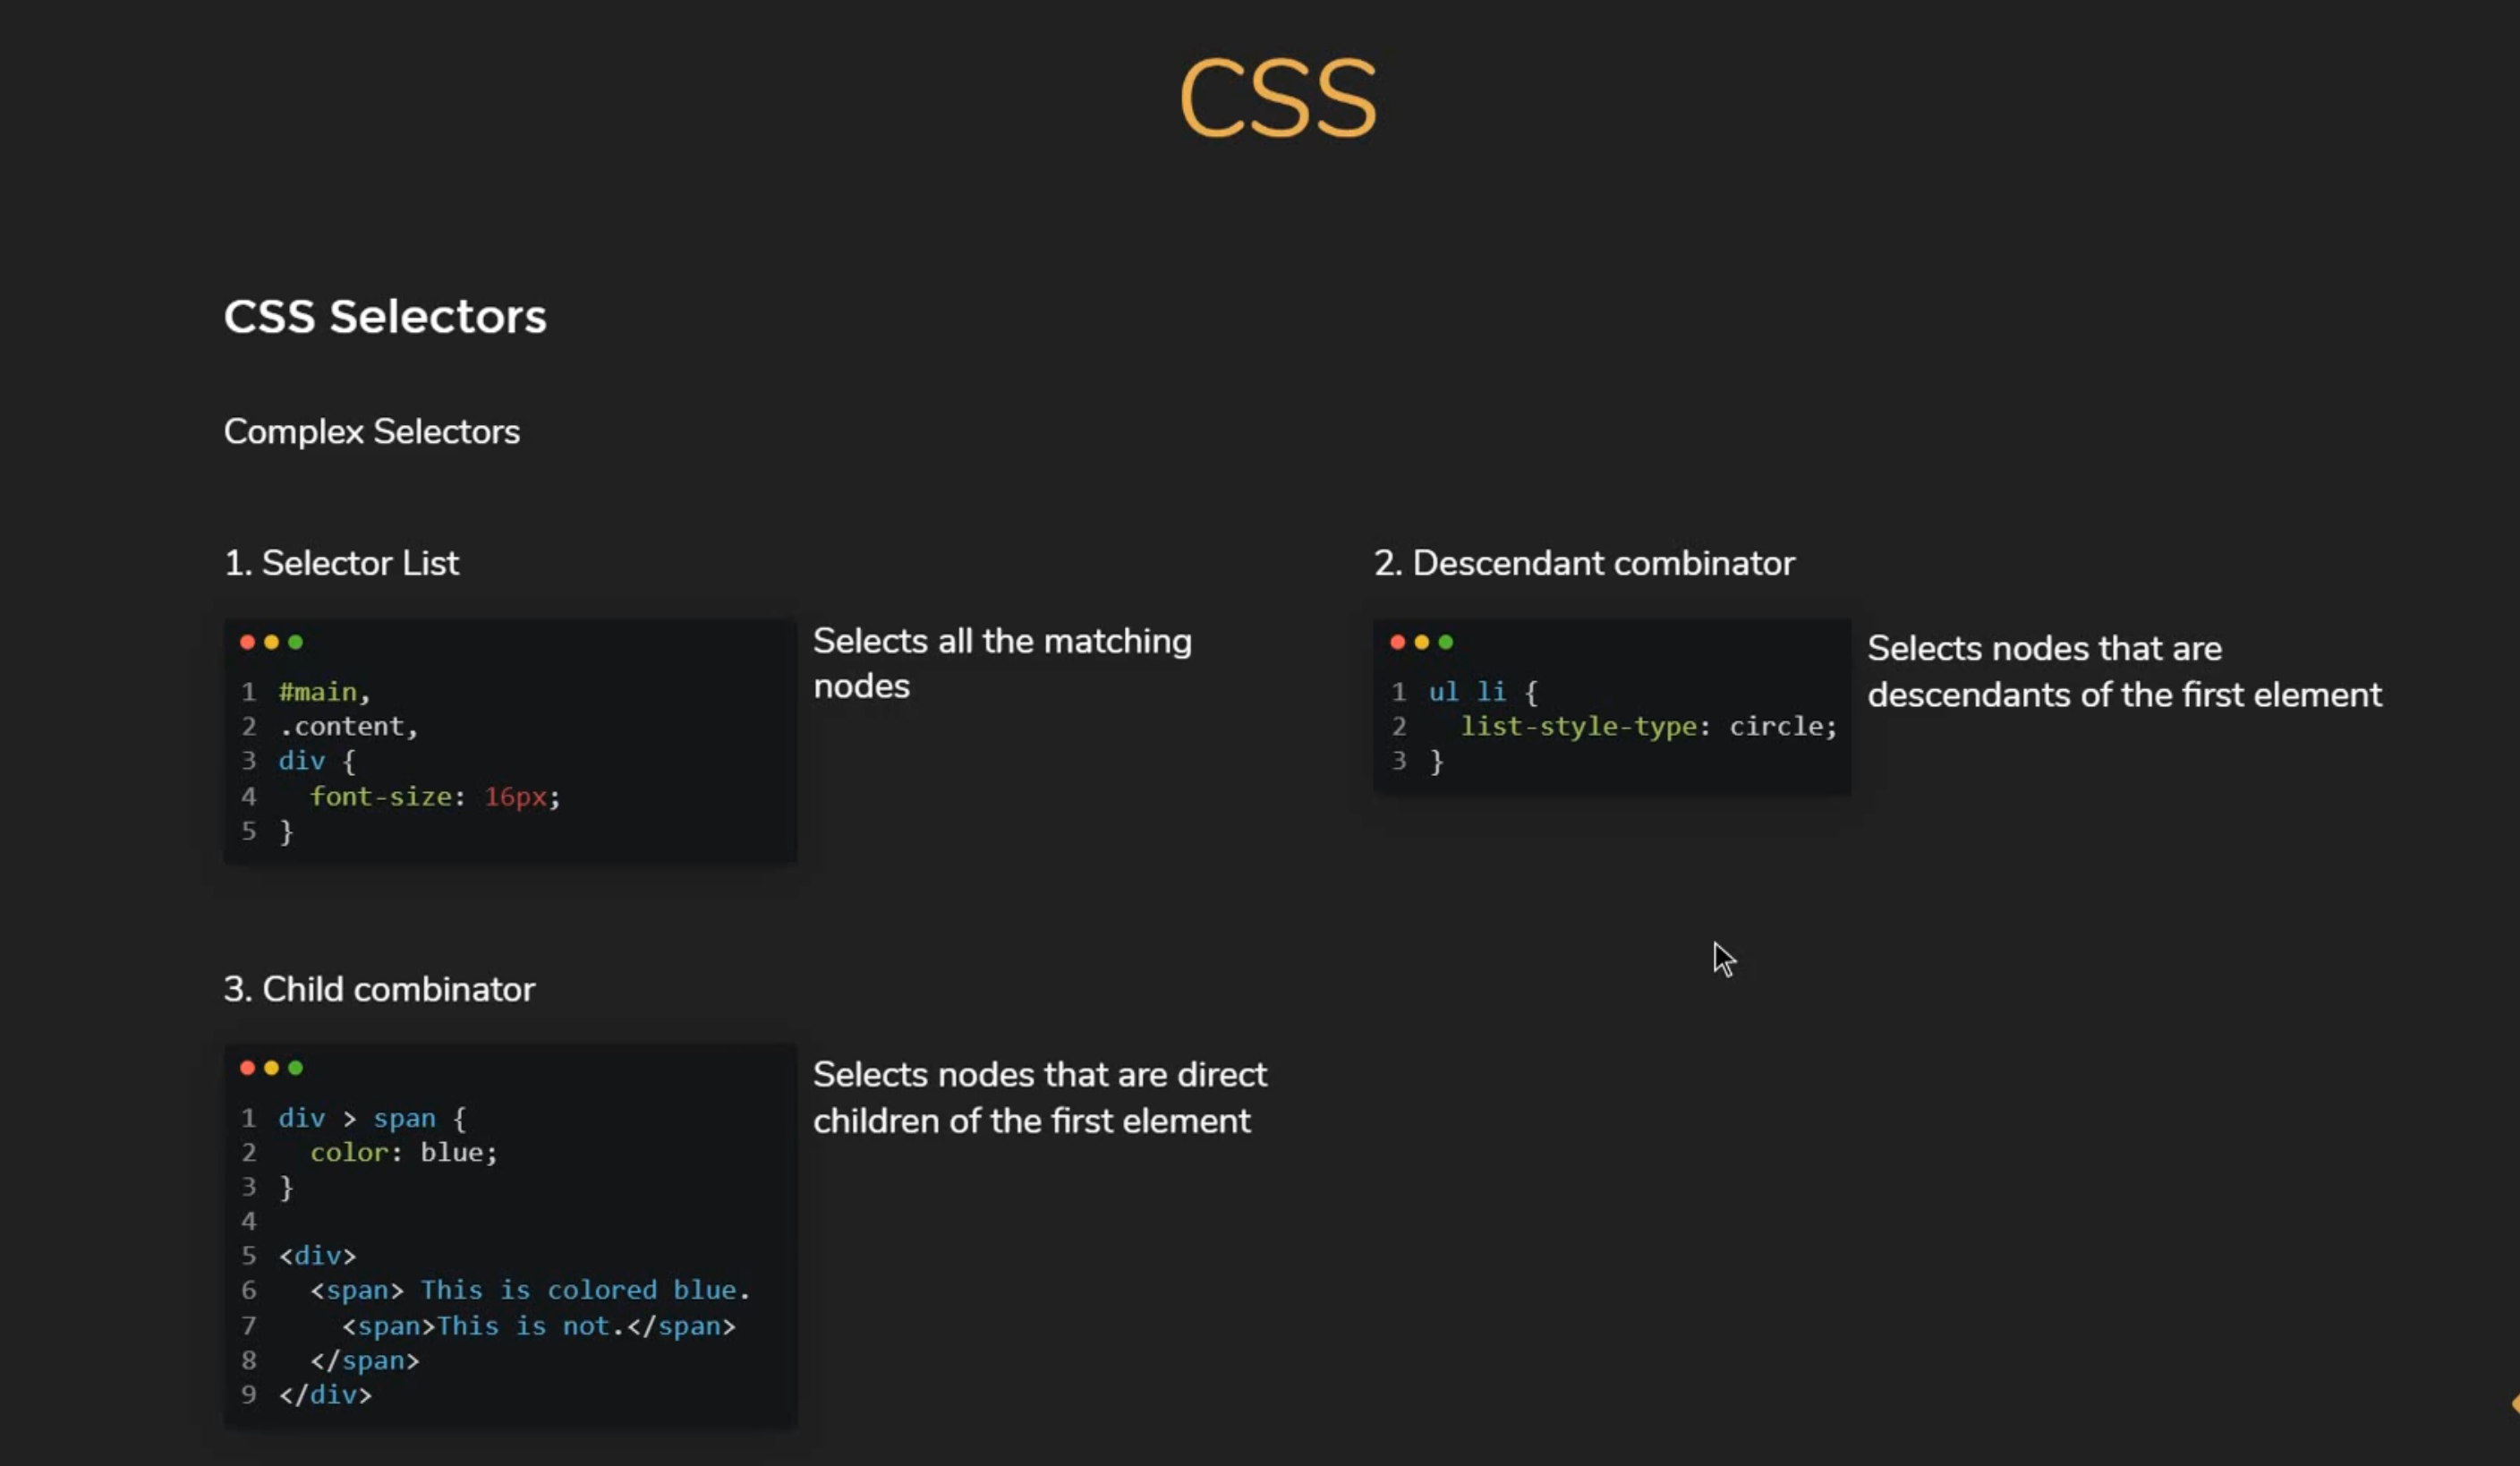 CSS
CSS Selectors
Complex Selectors
1. Selector List
1 #main,
2 .content,
3 div {
4   font-size: 16px;
5 }
Selects all the matching
nodes
2. Descendant combinator
1 ul li {
2   list-style-type: circle;
3 }
Selects nodes that are
descendants of the first element
3. Child combinator
1 div > span {
2   color: blue;
3 }
4
5 <div>
6   <span> This is colored blue.
7     <span>This is not.</span>
8   </span>
9 </div>
Selects nodes that are direct
children of the first element